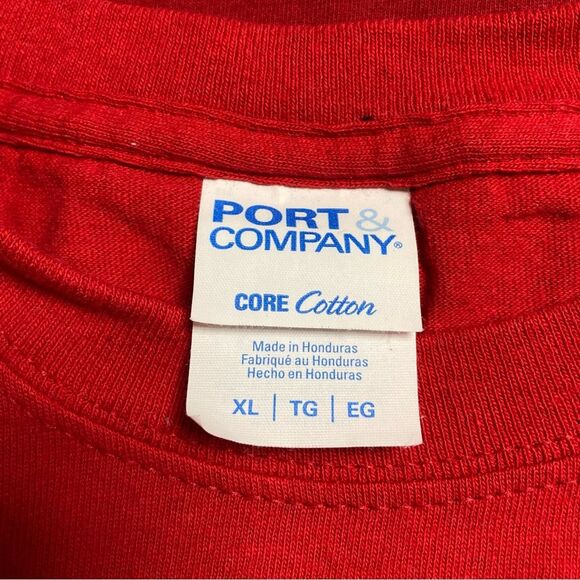 PORT &
COMPANY®
CORE Cotton
Made in Honduras
Fabriqué au Honduras
Hecho en Honduras
XL | TG | EG